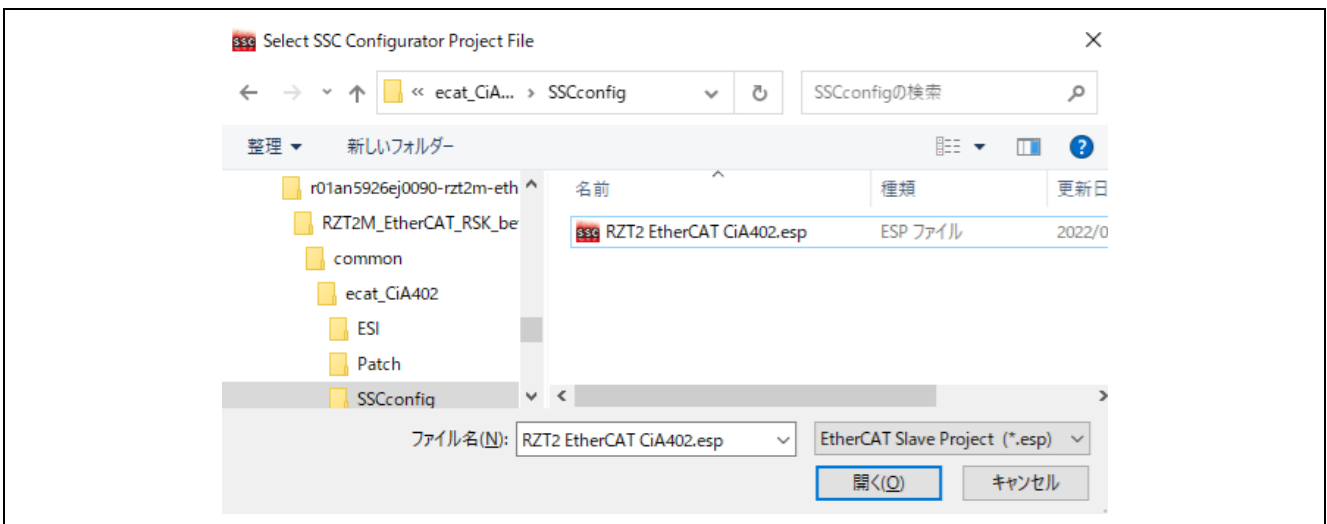 ssc Select SSC Configurator Project File
« ecat_CiA... › SSCconfig
SSCconfigの検索
整理 新しいフォルダー
r01an5926ej0090-rzt2m-eth
RZT2M_EtherCAT_RSK_be
common
ecat_CiA402
ESI
Patch
SSCconfig
名前 種類 更新日
ssc RZT2 EtherCAT CiA402.esp ESP ファイル 2022/0
ファイル名(N): RZT2 EtherCAT CiA402.esp
EtherCAT Slave Project (*.esp)
開く(O) キャンセル